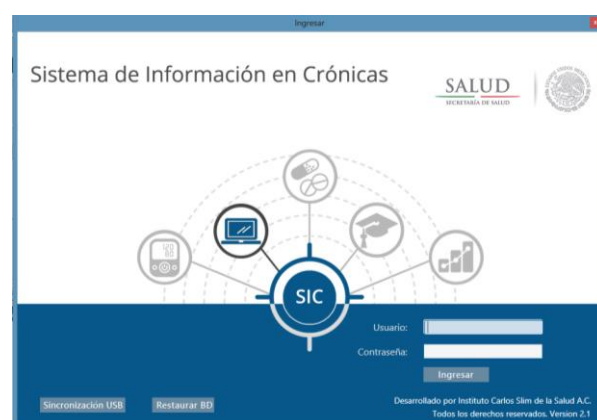 Ingresar
Sistema de Información en Crónicas
SALUD
SECRETARÍA DE SALUD
SIC
Usuario:
Contraseña:
Ingresar
Sincronización USB
Restaurar BD
Desarrollado por Instituto Carlos Slim de la Salud A.C.
Todos los derechos reservados. Version 2.1